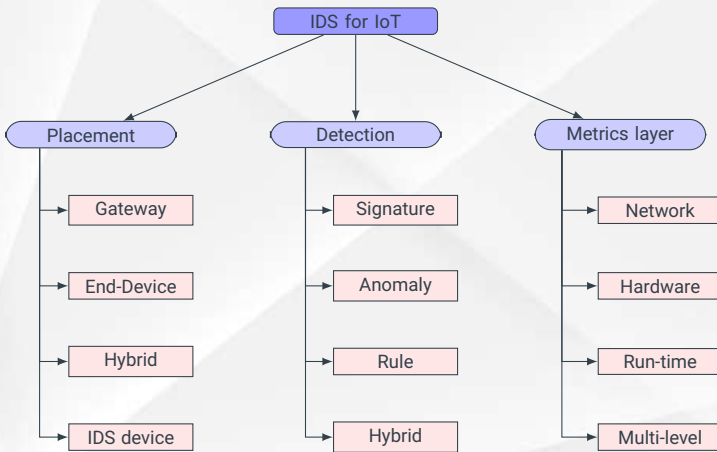 IDS for IoT
Placement
Detection
Metrics layer
Gateway
Signature
Network
End-Device
Anomaly
Hardware
Hybrid
Rule
Run-time
IDS device
Hybrid
Multi-level